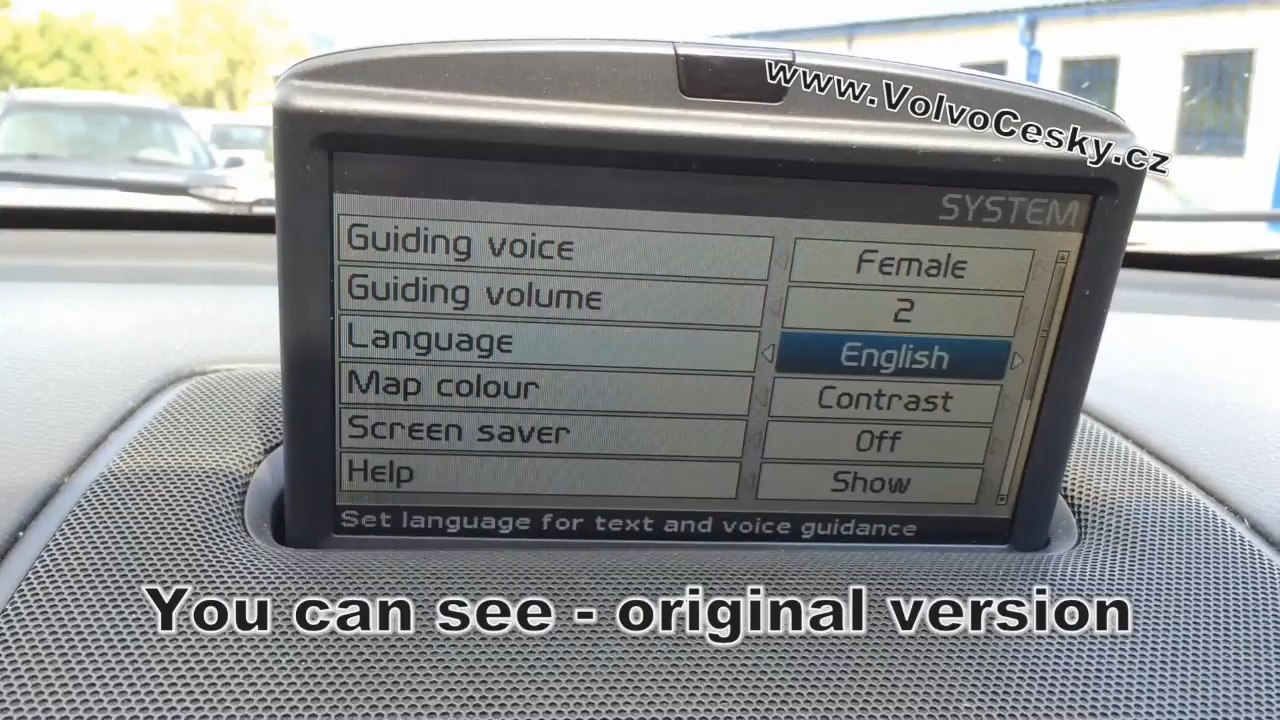 www.VolvoCesky.cz
SYSTEM
Guiding voice Female
Guiding volume 2
Language English
Map colour Contrast
Screen saver Off
Help Show
Set language for text and voice guidance
You can see - original version